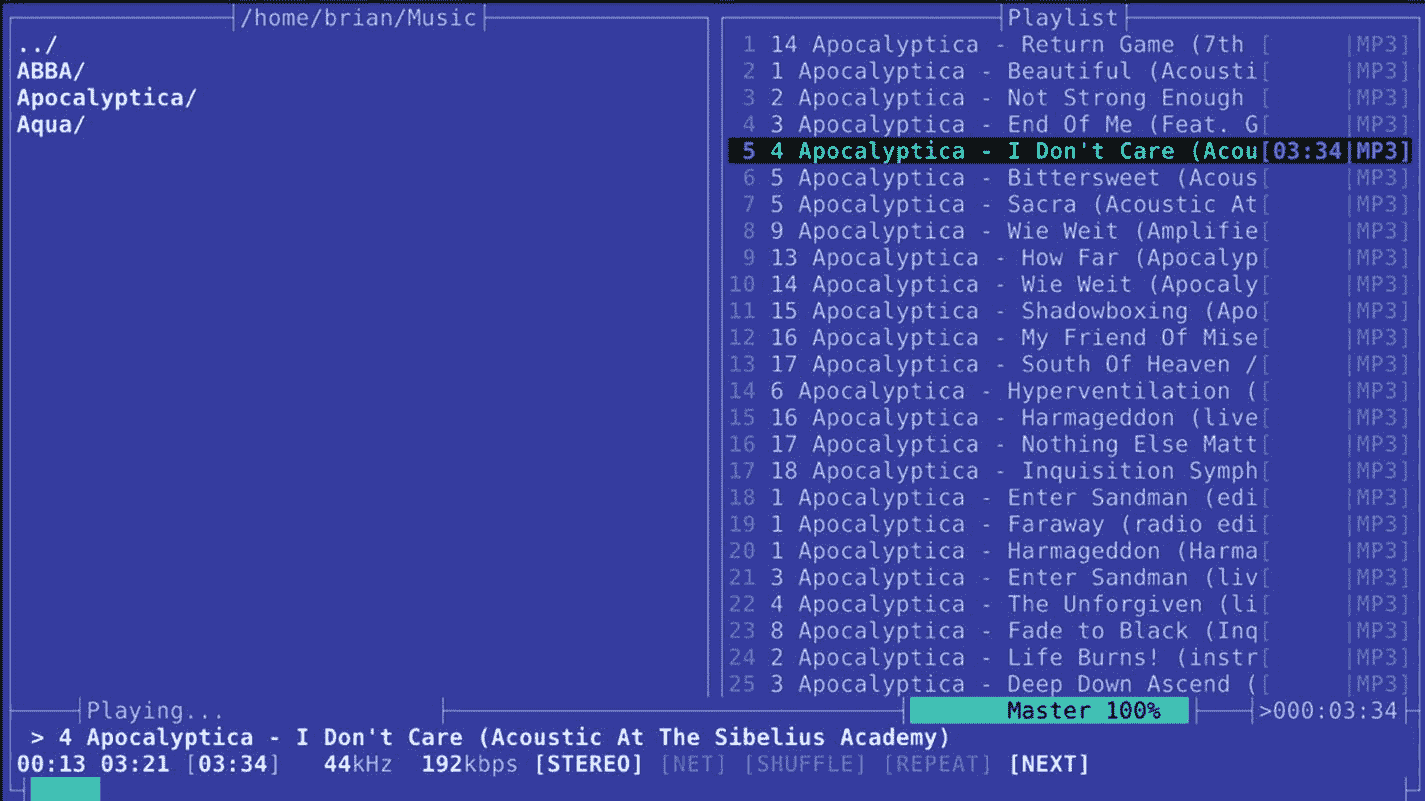 /home/brian/Music
../
ABBA/
Apocalyptica/
Aqua/
Playlist
1 14 Apocalyptica - Return Game (7th [ |MP3]
2 1 Apocalyptica - Beautiful (Acousti[ |MP3]
3 2 Apocalyptica - Not Strong Enough [ |MP3]
4 3 Apocalyptica - End Of Me (Feat. G[ |MP3]
5 4 Apocalyptica - I Don't Care (Acou[03:34|MP3]
6 5 Apocalyptica - Bittersweet (Acous[ |MP3]
7 5 Apocalyptica - Sacra (Acoustic At[ |MP3]
8 9 Apocalyptica - Wie Weit (Amplifie[ |MP3]
9 13 Apocalyptica - How Far (Apocalyp[ |MP3]
10 14 Apocalyptica - Wie Weit (Apocaly[ |MP3]
11 15 Apocalyptica - Shadowboxing (Apo[ |MP3]
12 16 Apocalyptica - My Friend Of Mise[ |MP3]
13 17 Apocalyptica - South Of Heaven /[ |MP3]
14 6 Apocalyptica - Hyperventilation ([ |MP3]
15 16 Apocalyptica - Harmageddon (live[ |MP3]
16 17 Apocalyptica - Nothing Else Matt[ |MP3]
17 18 Apocalyptica - Inquisition Symph[ |MP3]
18 1 Apocalyptica - Enter Sandman (edi[ |MP3]
19 1 Apocalyptica - Faraway (radio edi[ |MP3]
20 1 Apocalyptica - Harmageddon (Harma[ |MP3]
21 3 Apocalyptica - Enter Sandman (liv[ |MP3]
22 4 Apocalyptica - The Unforgiven (li[ |MP3]
23 8 Apocalyptica - Fade to Black (Inq[ |MP3]
24 2 Apocalyptica - Life Burns! (instr[ |MP3]
25 3 Apocalyptica - Deep Down Ascend ([ |MP3]
Playing... Master 100% >000:03:34
> 4 Apocalyptica - I Don't Care (Acoustic At The Sibelius Academy)
00:13 03:21 [03:34] 44kHz 192kbps [STEREO] [NET] [SHUFFLE] [REPEAT] [NEXT]